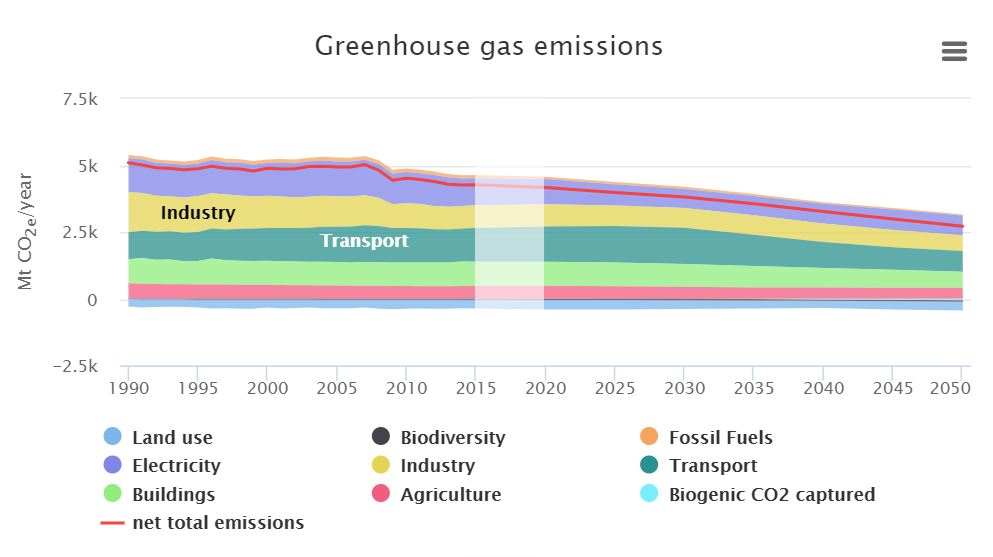 Greenhouse gas emissions
7.5k
5k
2.5k
0
−2.5k
Mt CO2e/year
Industry
Transport
1990 1995 2000 2005 2010 2015 2020 2025 2030 2035 2040 2045 2050
Land use Biodiversity Fossil Fuels
Electricity Industry Transport
Buildings Agriculture Biogenic CO2 captured
net total emissions